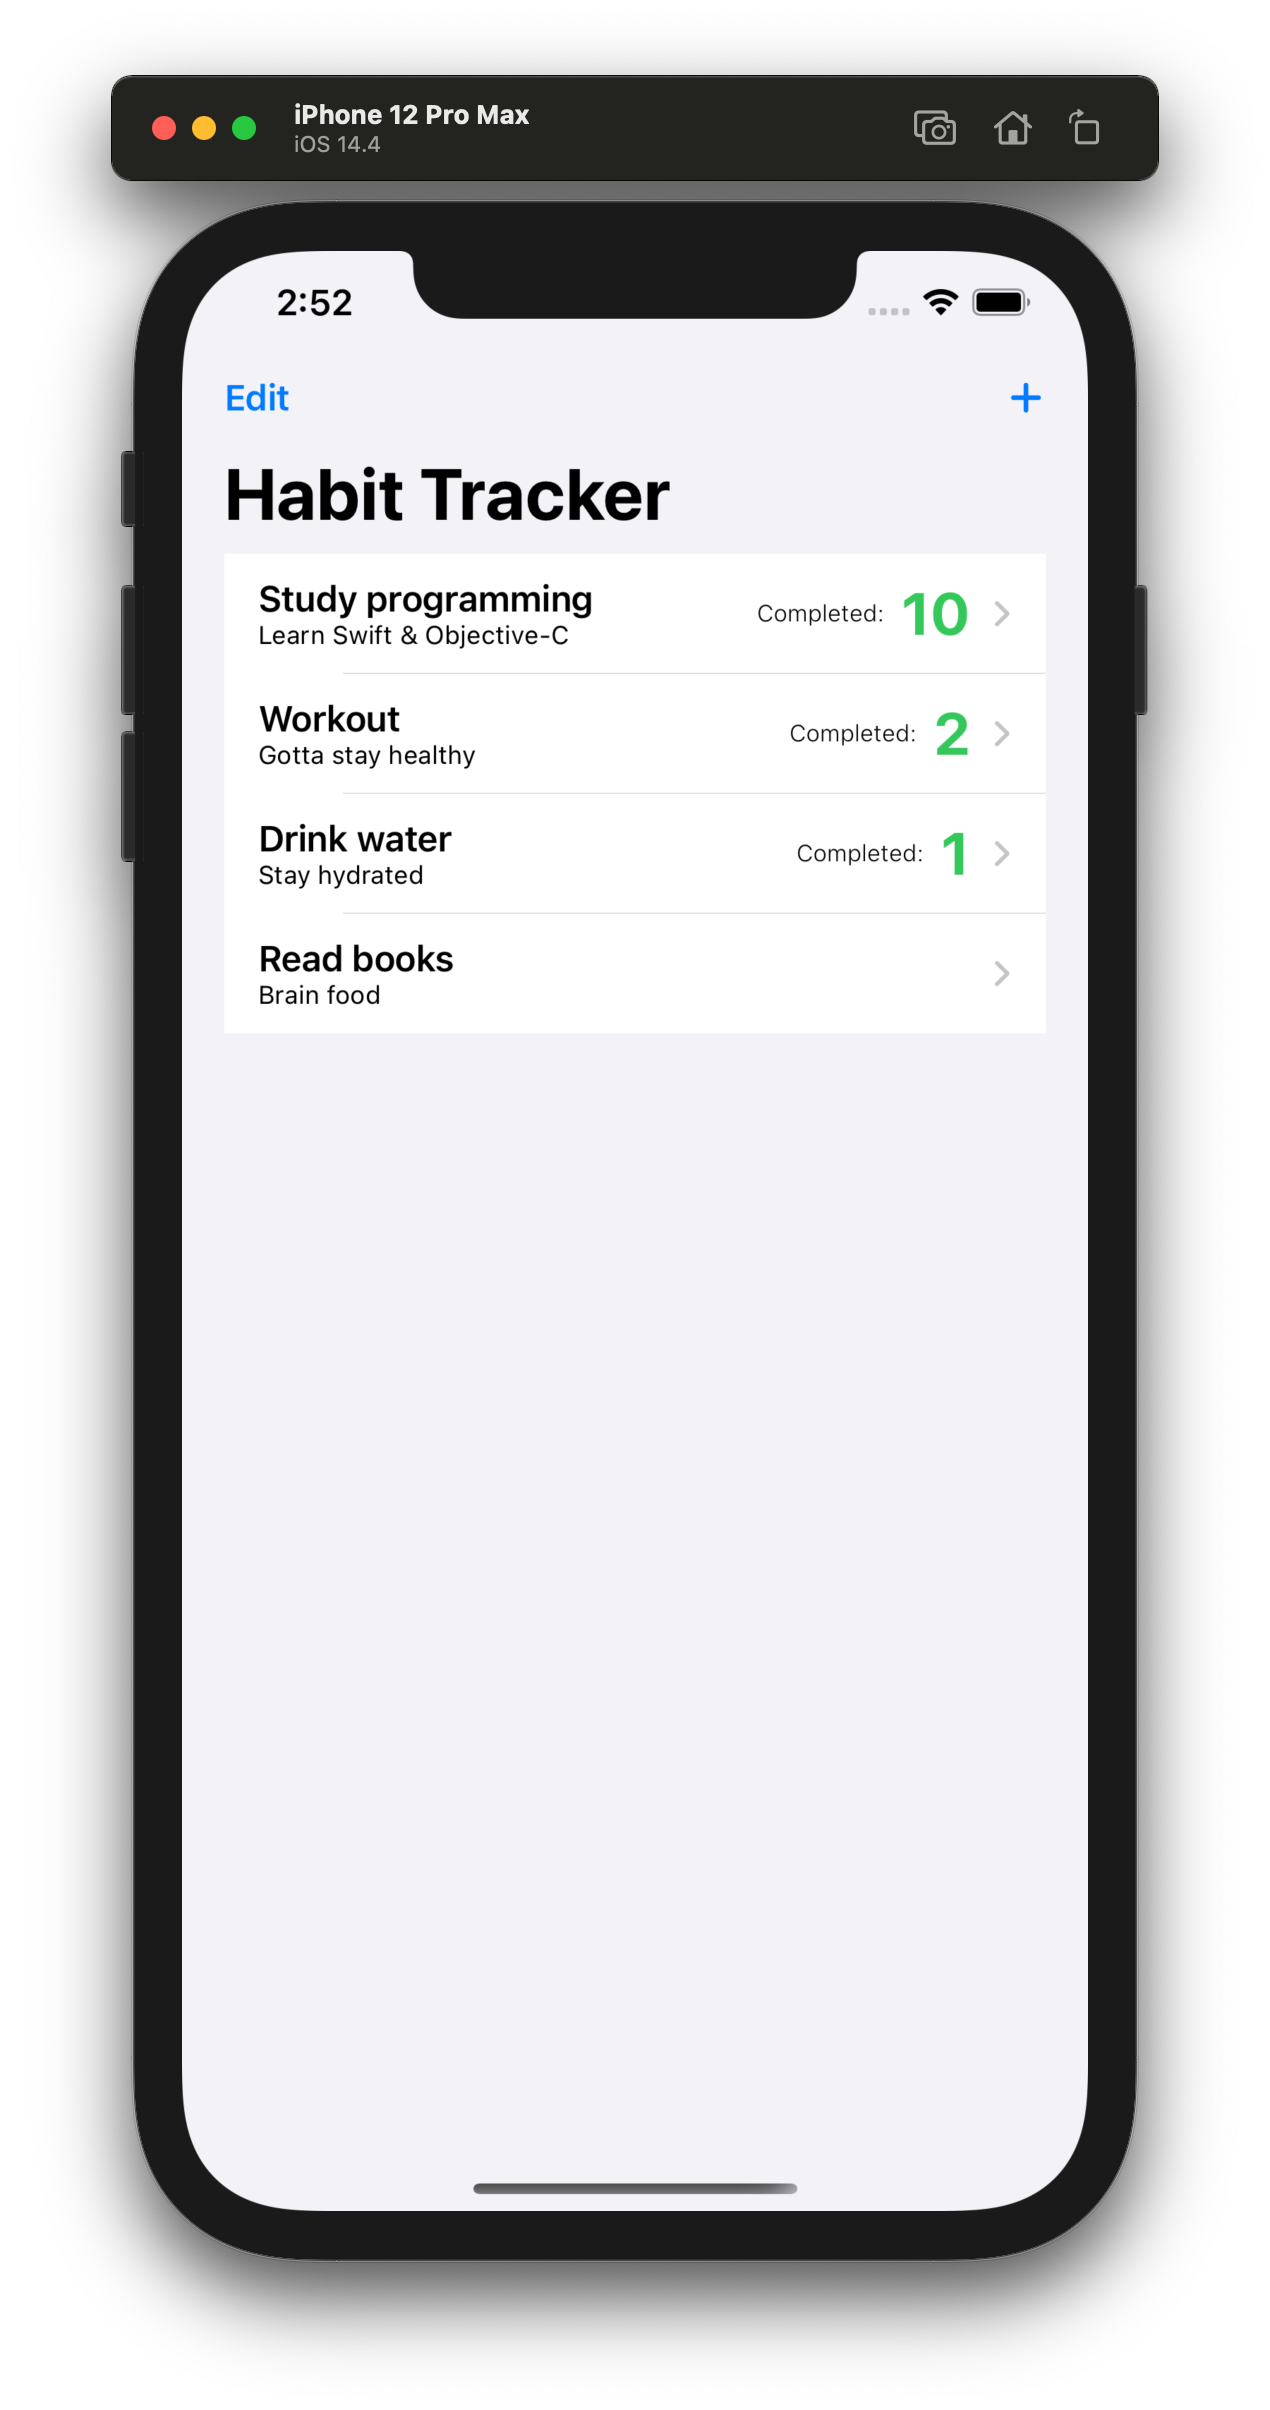 iPhone 12 Pro Max
iOS 14.4
2:52
Edit
+
Habit Tracker
Study programming
Learn Swift & Objective-C
Completed: 10
Workout
Gotta stay healthy
Completed: 2
Drink water
Stay hydrated
Completed: 1
Read books
Brain food